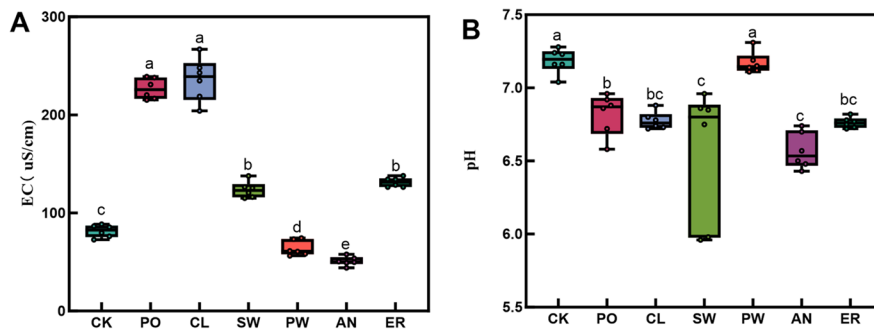 A
EC( uS/cm)
300
200
100
0
a
a
b
b
c
d
e
CK PO CL SW PW AN ER
B
pH
7.5
7.0
6.5
6.0
5.5
a
a
b
bc
c
c
bc
CK PO CL SW PW AN ER